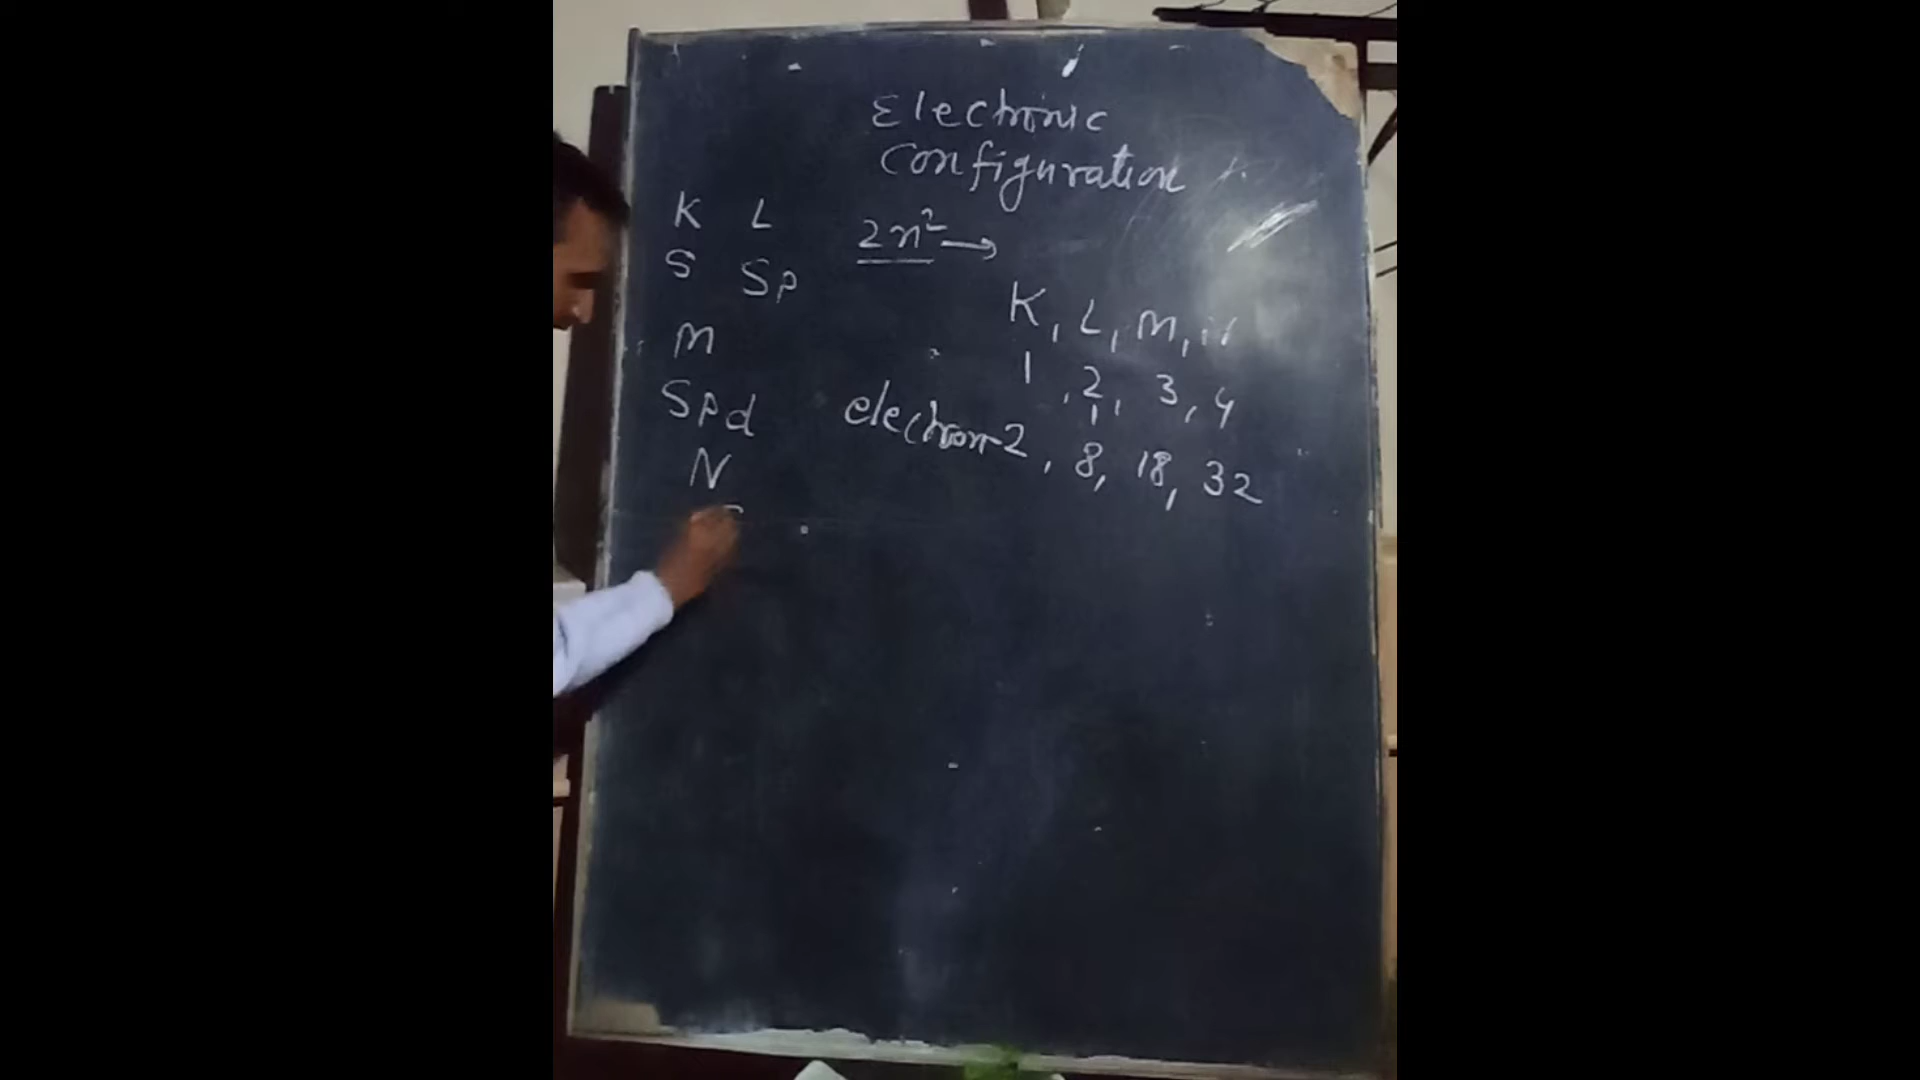 Electronic
Configuration
K L
S Sp
2n² →
K, L, M, N
1, 2, 3, 4
M
Spd
electron 2, 8, 18, 32
N
S